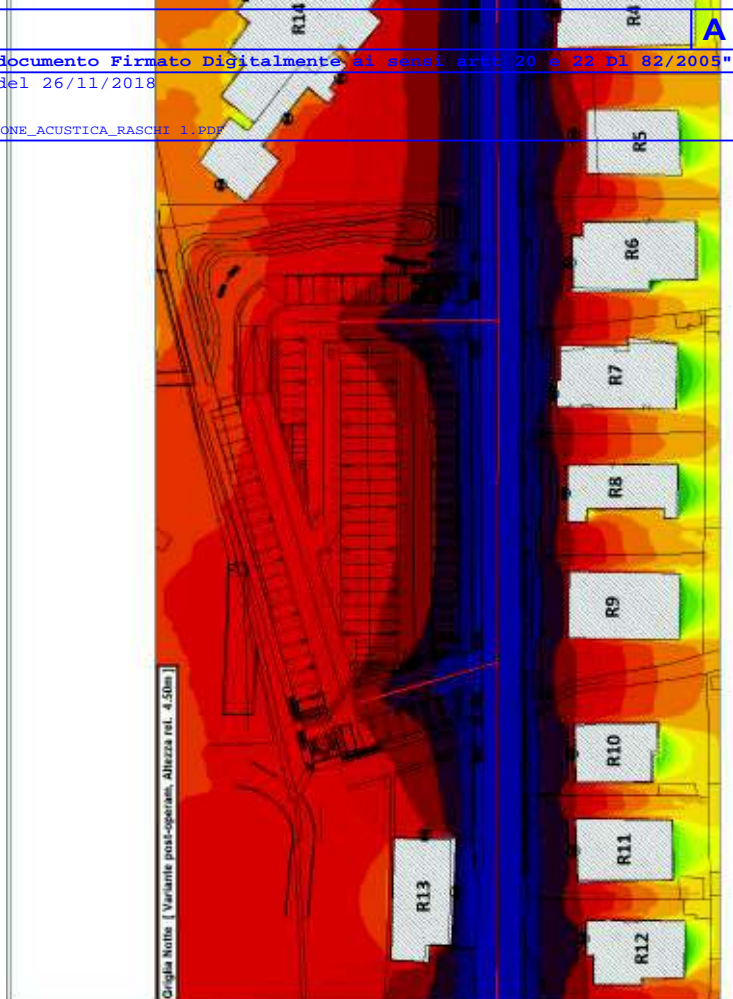 R14
R4
A
documento Firmato Digitalmente ai sensi artt 20 e 22 Dl 82/2005"
del 26/11/2018
ONE_ACUSTICA_RASCHI 1.PDF
R5
R6
R7
R8
R9
R10
R11
R12
R13
Griglia Notte [ Variante post-operam, Altezza rel. 4.50m ]